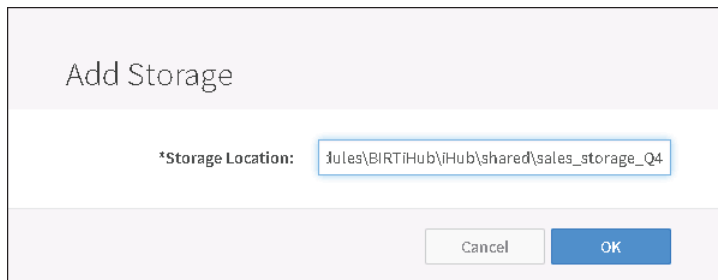 Add Storage
*Storage Location: dules\BIRTiHub\iHub\shared\sales_storage_Q4
Cancel OK